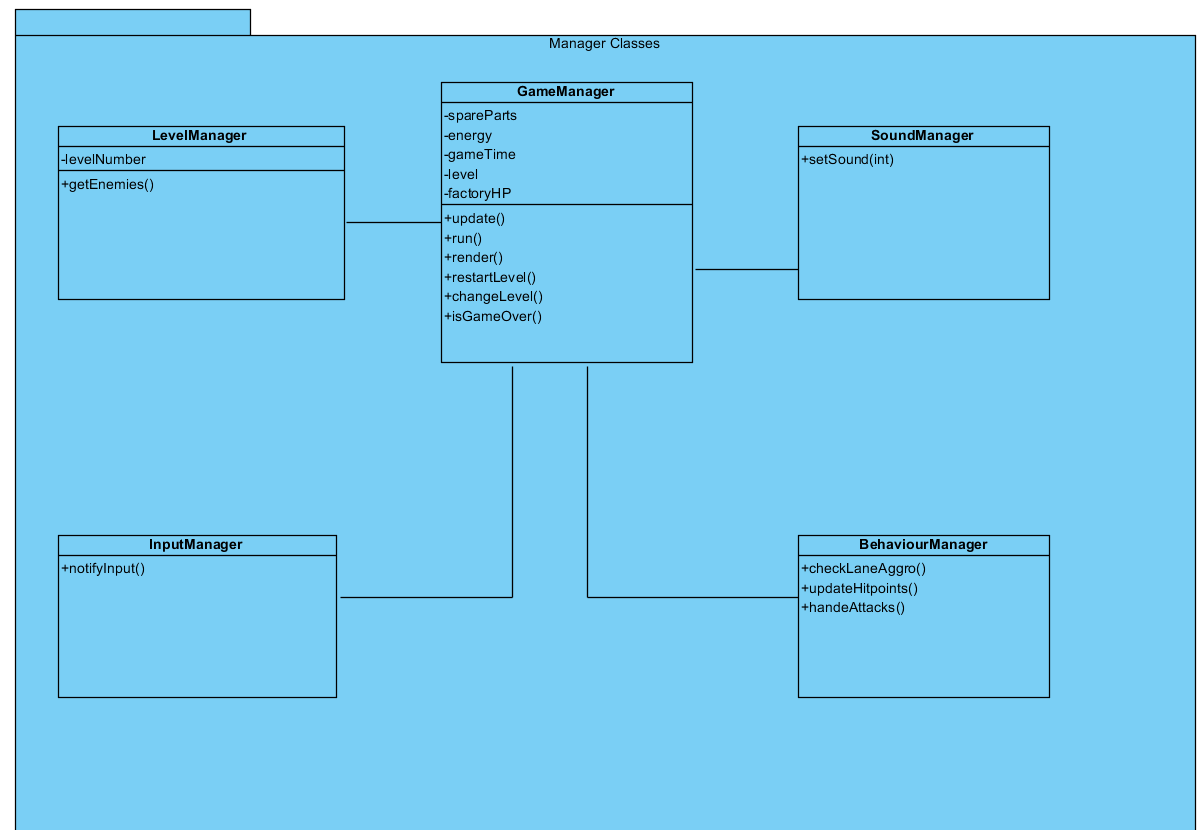 Manager Classes
GameManager
-spareParts
-energy
-gameTime
-level
-factoryHP
+update()
+run()
+render()
+restartLevel()
+changeLevel()
+isGameOver()
LevelManager
-levelNumber
+getEnemies()
SoundManager
+setSound(int)
InputManager
+notifyInput()
BehaviourManager
+checkLaneAggro()
+updateHitpoints()
+handeAttacks()